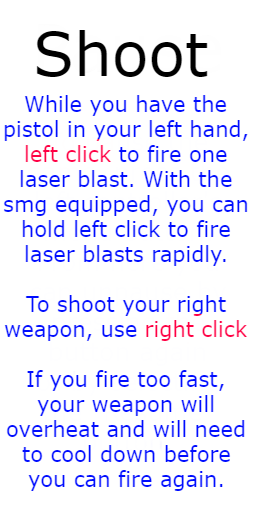 Shoot
While you have the
pistol in your left hand,
left click to fire one
laser blast. With the
smg equipped, you can
hold left click to fire
laser blasts rapidly.
To shoot your right
weapon, use right click
If you fire too fast,
your weapon will
overheat and will need
to cool down before
you can fire again.